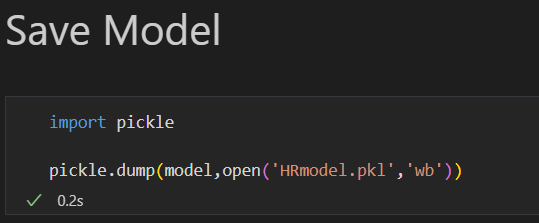 Save Model
import pickle
pickle.dump(model,open('HRmodel.pkl','wb'))
0.2s